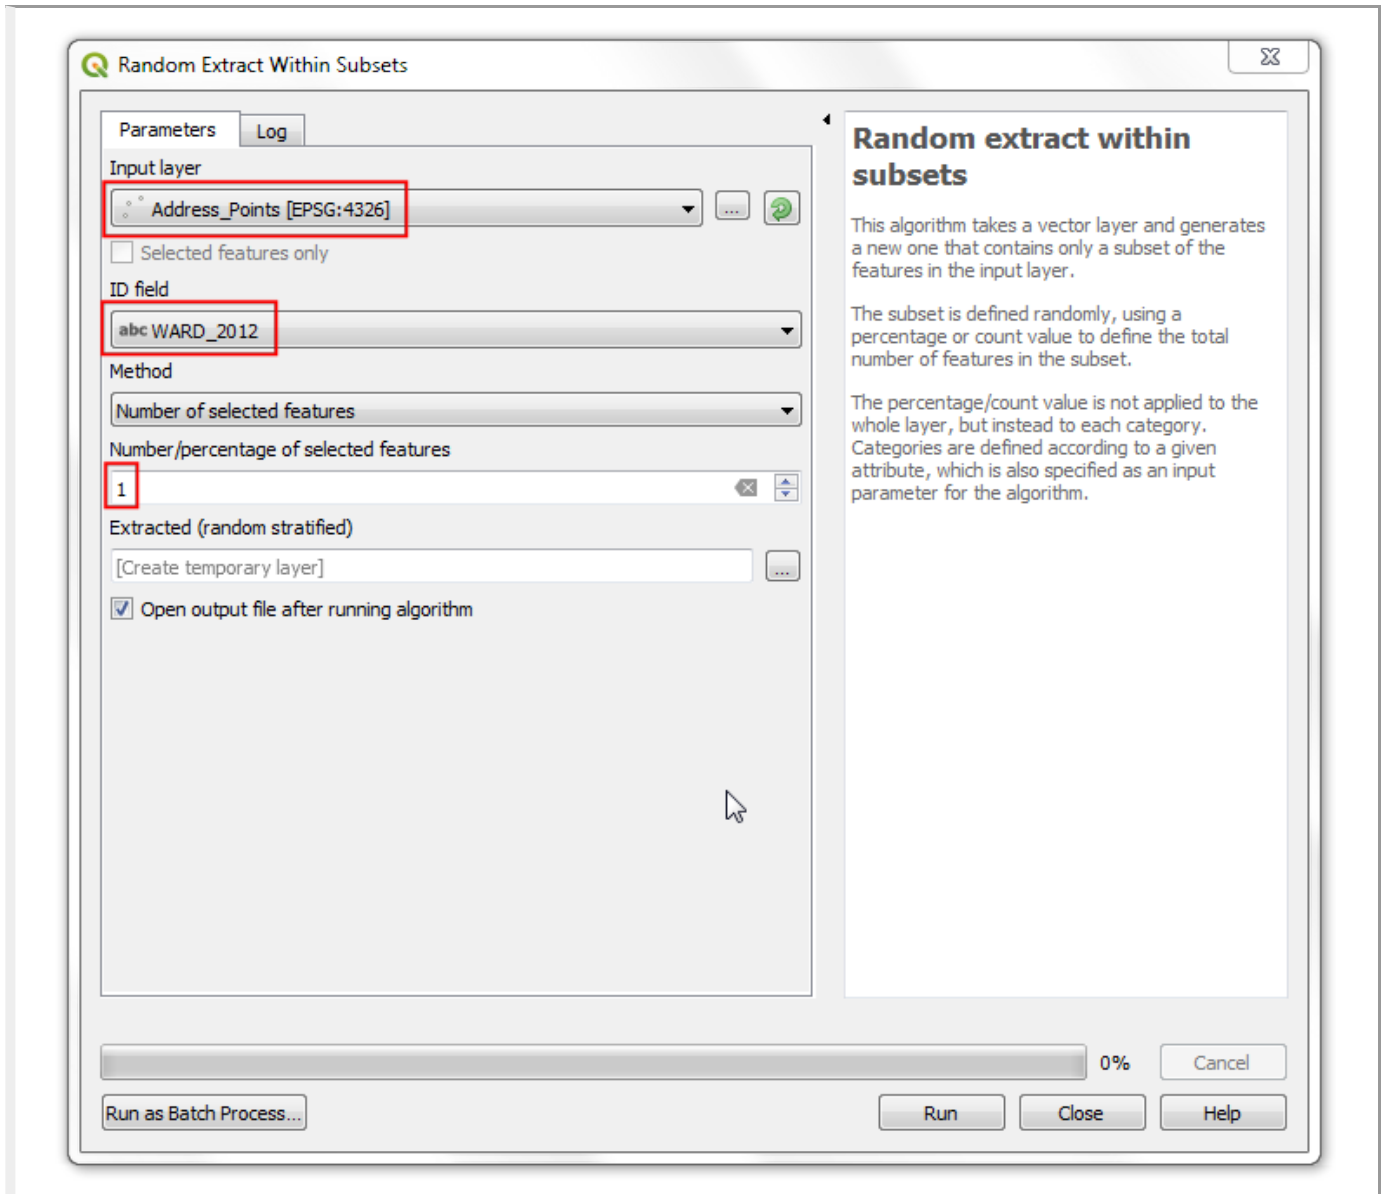 Random Extract Within Subsets
Parameters
Log
Input layer
Address_Points [EPSG:4326]
...
Selected features only
ID field
abc WARD_2012
Method
Number of selected features
Number/percentage of selected features
1
Extracted (random stratified)
[Create temporary layer]
...
Open output file after running algorithm
Random extract within
subsets
This algorithm takes a vector layer and generates
a new one that contains only a subset of the
features in the input layer.
The subset is defined randomly, using a
percentage or count value to define the total
number of features in the subset.
The percentage/count value is not applied to the
whole layer, but instead to each category.
Categories are defined according to a given
attribute, which is also specified as an input
parameter for the algorithm.
0%
Cancel
Run as Batch Process...
Run
Close
Help